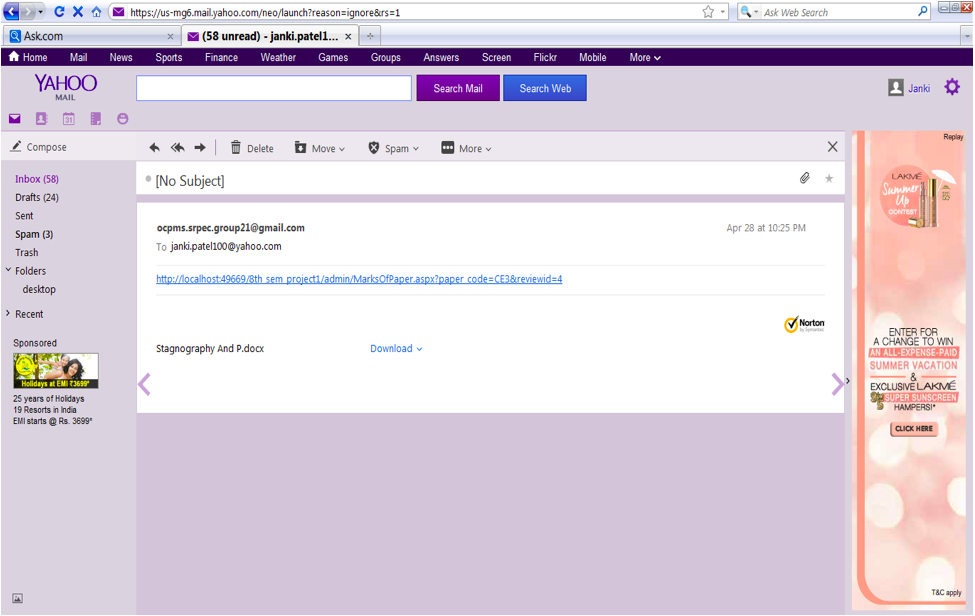 https://us-mg6.mail.yahoo.com/neo/launch?reason=ignore&rs=1
Ask Web Search
Ask.com
(58 unread) - janki.patel1...
Home Mail News Sports Finance Weather Games Groups Answers Screen Flickr Mobile More
YAHOO
MAIL
Search Mail
Search Web
Janki
31
Compose
Delete Move Spam More
Inbox (58)
Drafts (24)
Sent
Spam (3)
Trash
Folders
desktop
Recent
Sponsored
Holidays at EMI ₹3699*
25 years of Holidays
19 Resorts in India
EMI starts @ Rs. 3699*
[No Subject]
ocpms.srpec.group21@gmail.com
Apr 28 at 10:25 PM
To janki.patel100@yahoo.com
http://localhost:49669/8th_sem_project1/admin/MarksOfPaper.aspx?paper_code=CE3&reviewid=4
Norton
by Symantec
Stagnography And P.docx
Download
Replay
LAKMÉ
Summer
Up
CONTEST
ENTER FOR
A CHANGE TO WIN
AN ALL-EXPENSE-PAID
SUMMER VACATION
&
EXCLUSIVE LAKMÉ
SUPER SUNSCREEN
HAMPERS!*
CLICK HERE
T&C apply